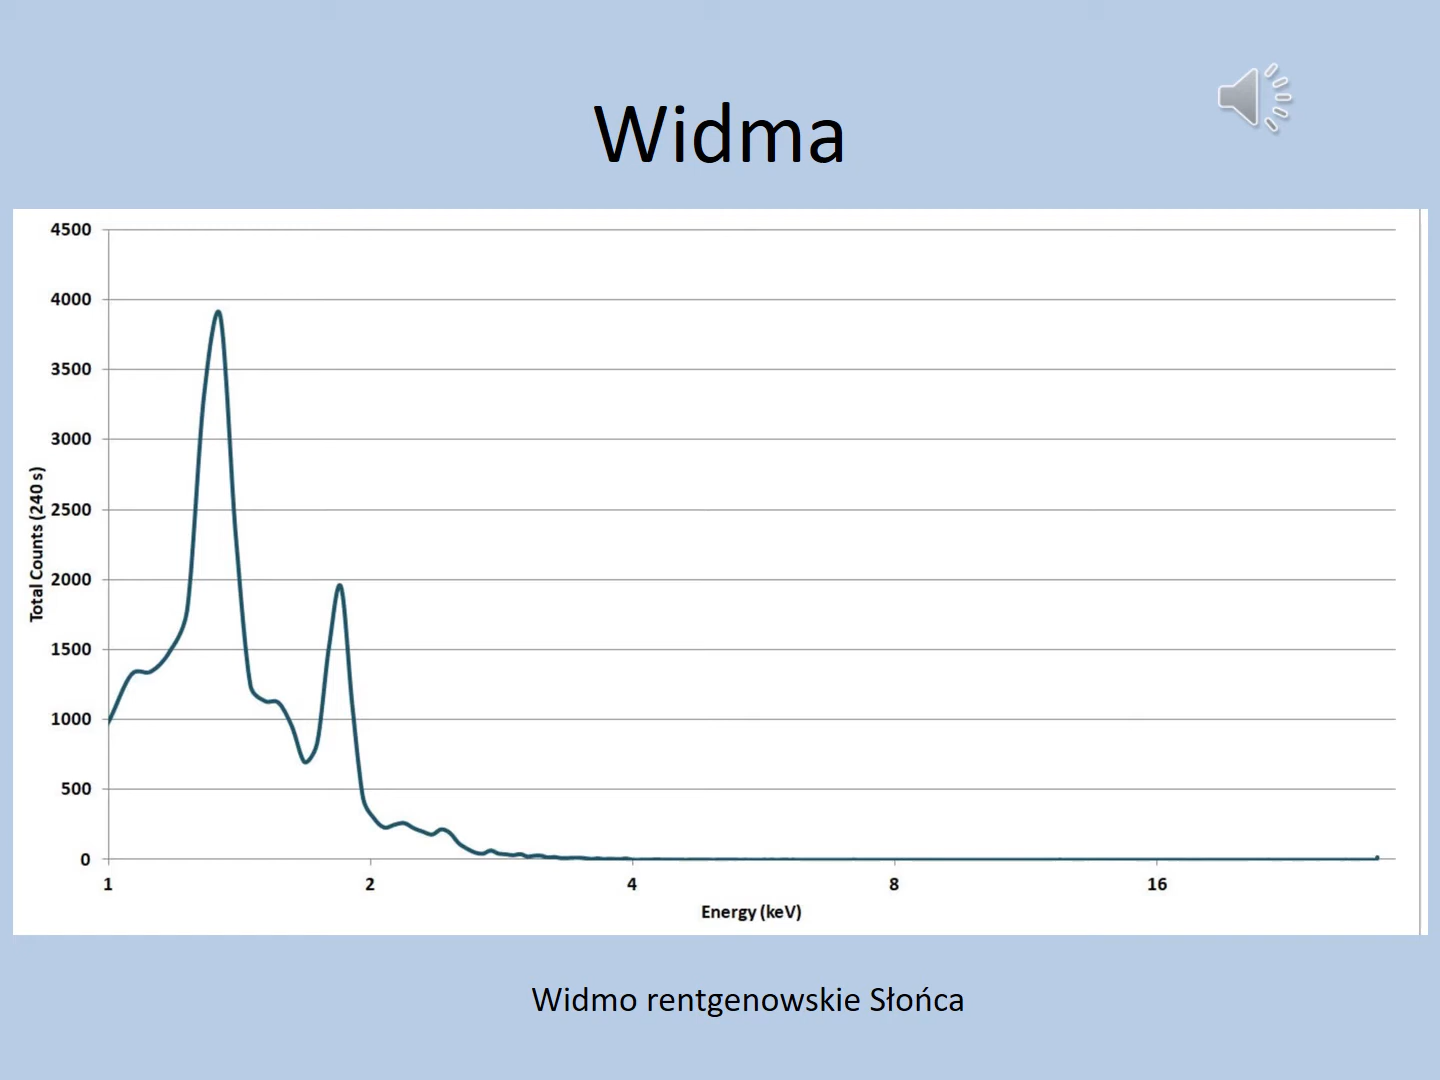 Widma
4500
4000
3500
3000
2500
2000
1500
1000
500
0
Total Counts (240 s)
1 2 4 8 16
Energy (keV)
Widmo rentgenowskie Słońca